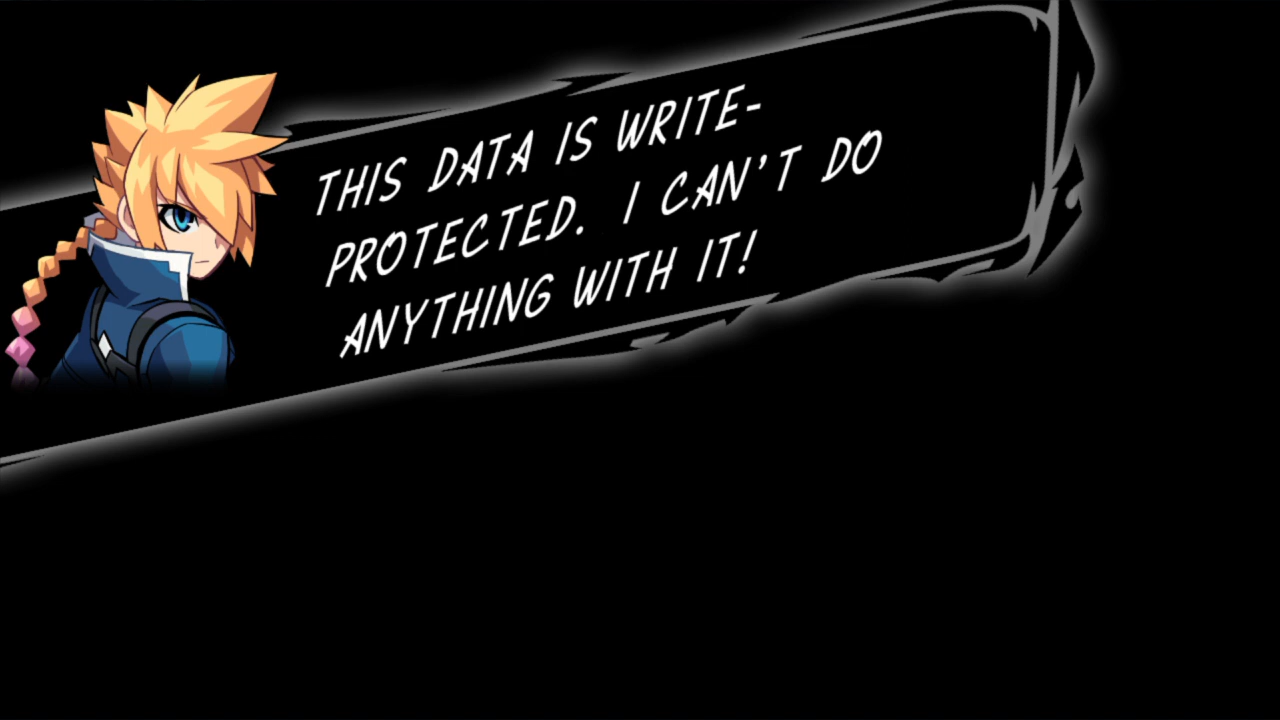 THIS DATA IS WRITE-
PROTECTED. I CAN'T DO
ANYTHING WITH IT!